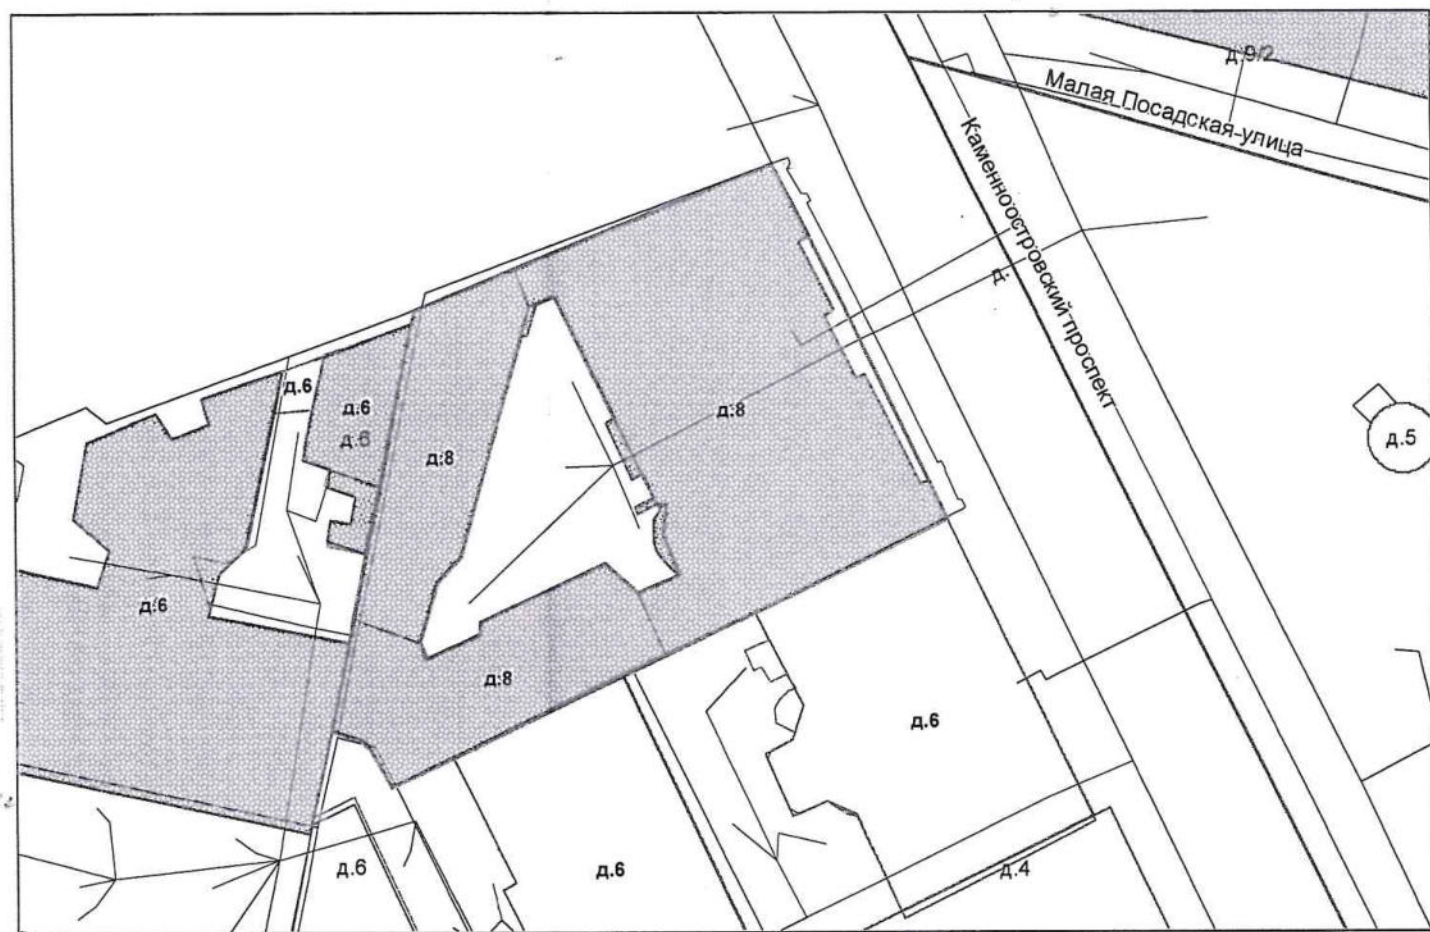 д.9/2
Малая Посадская улица
Каменноостровский проспект
д.
д.6
д.6
д.6
д.8
д.8
д.5
д.6
д.8
д.6
д.6
д.6
д.4